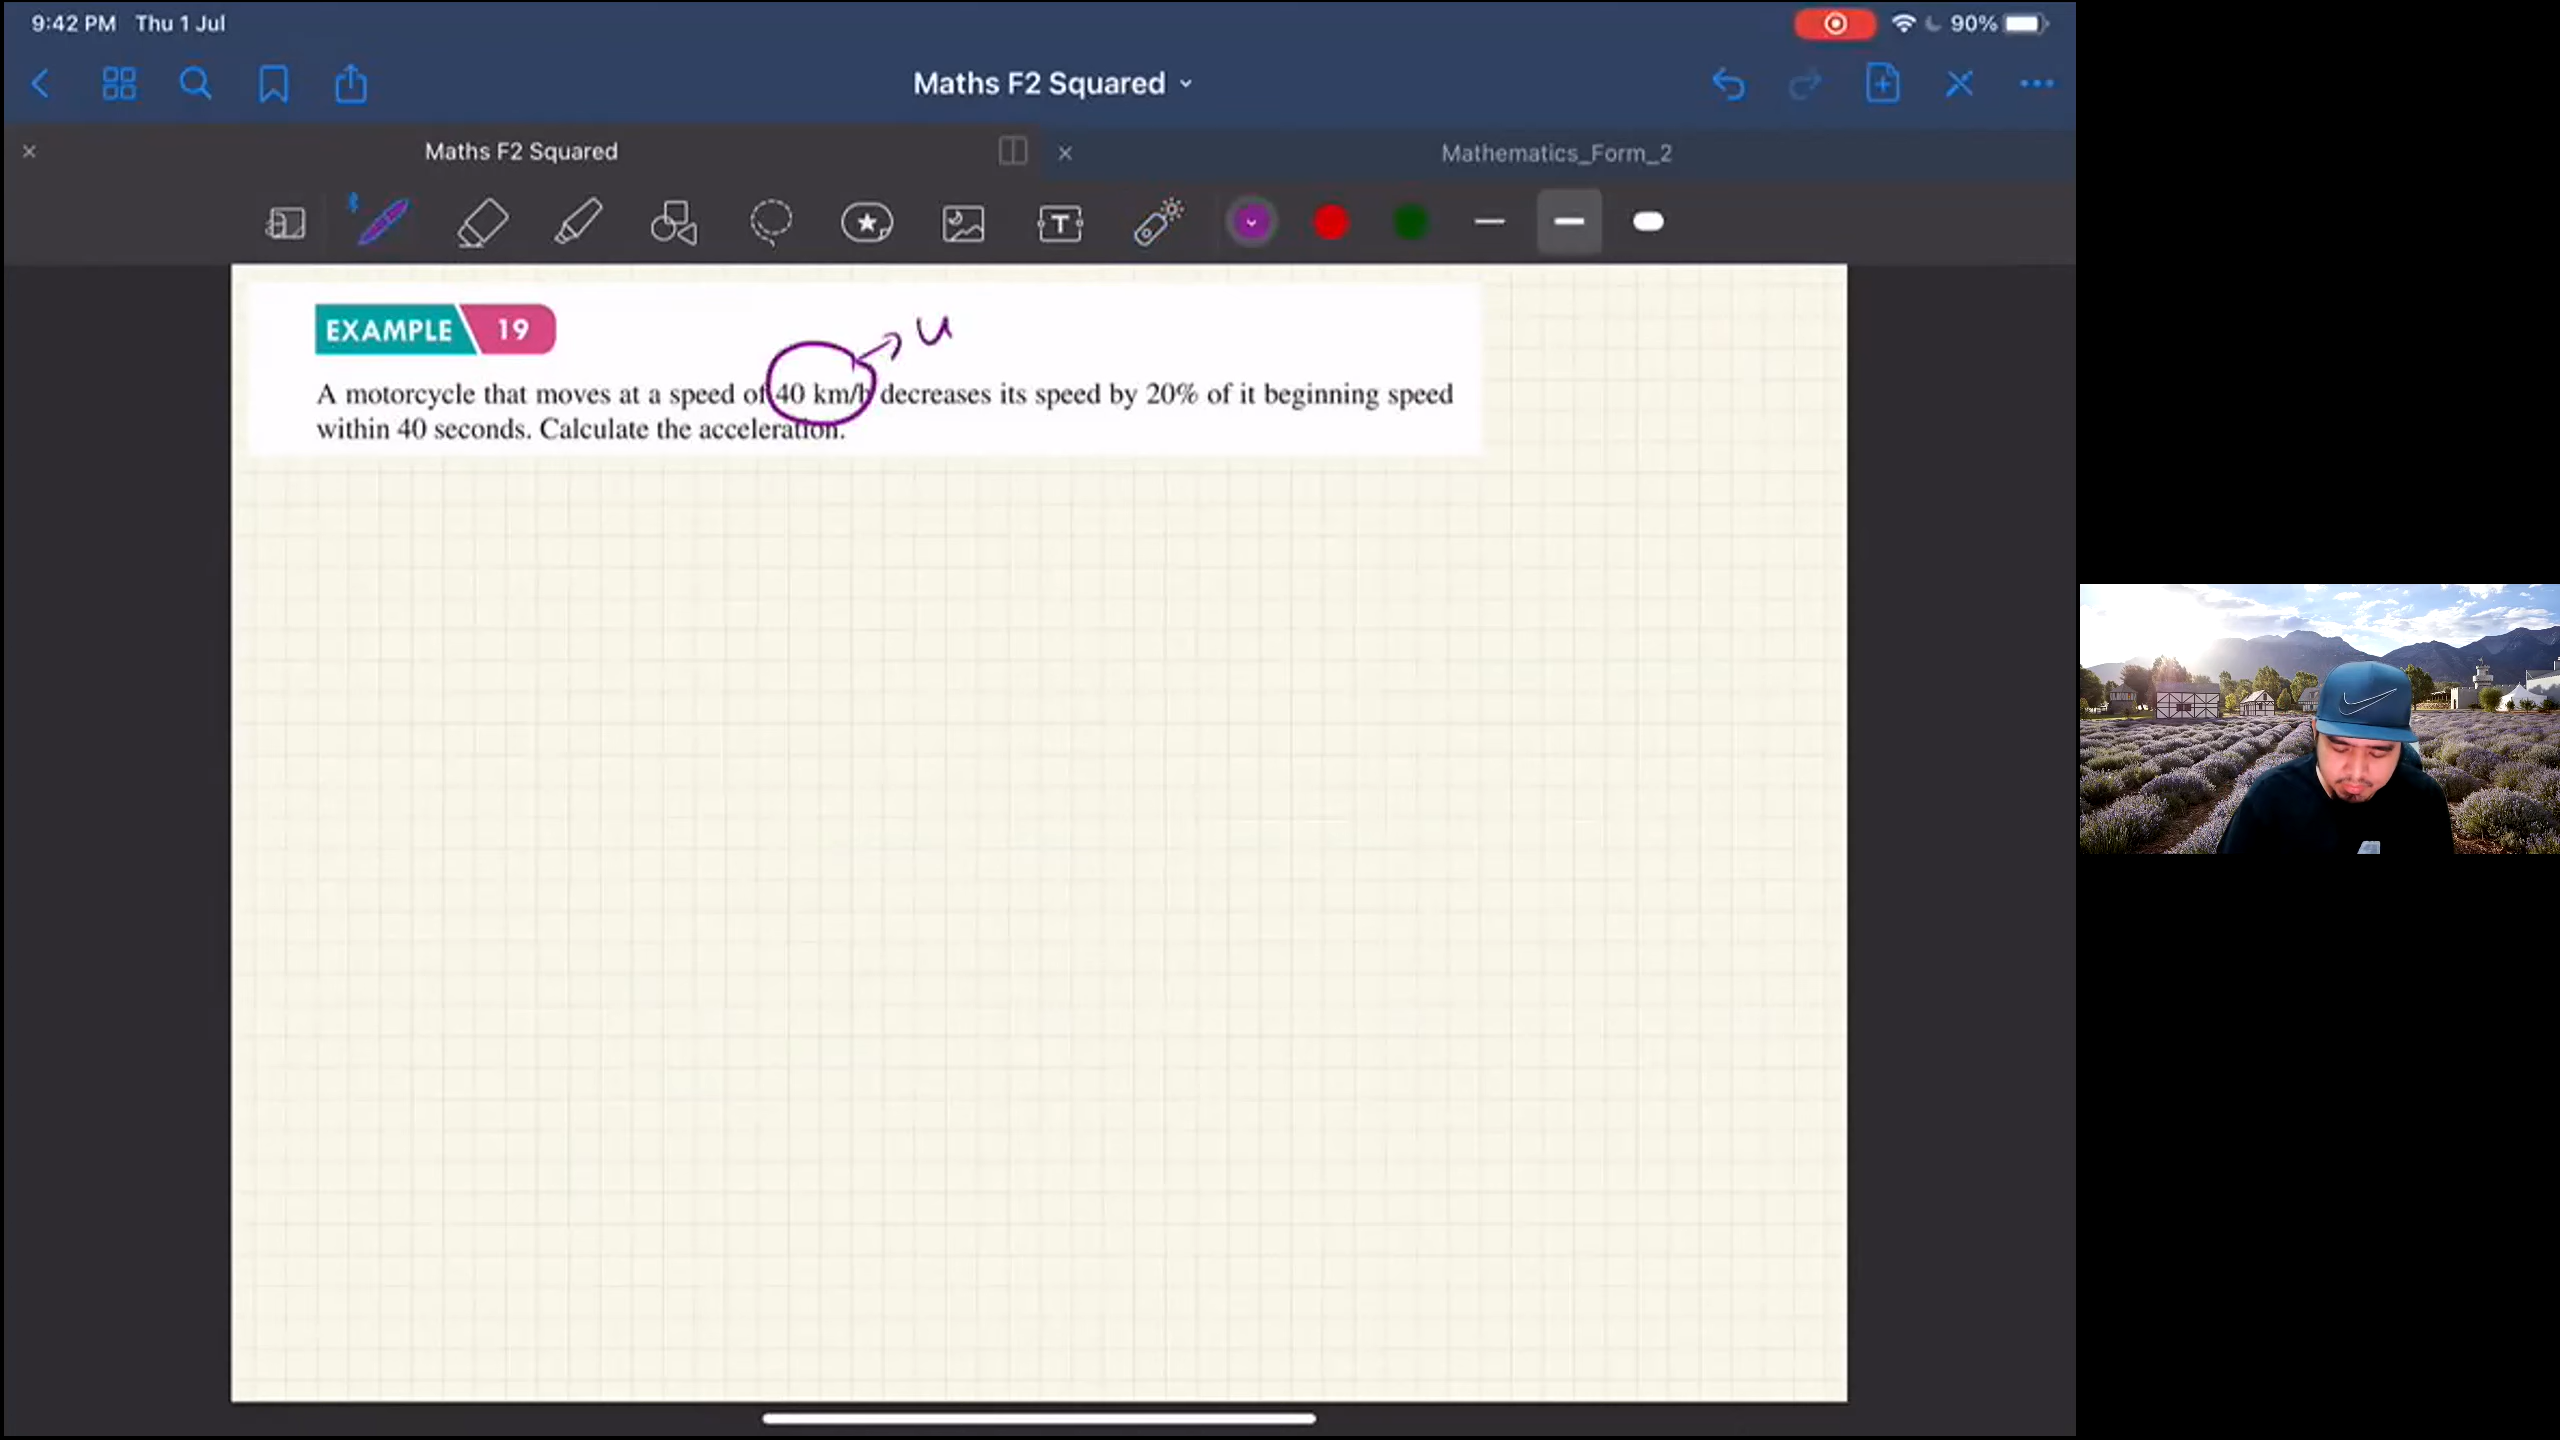 9:42 PM Thu 1 Jul
90%
Maths F2 Squared
Maths F2 Squared
Mathematics_Form_2
T
EXAMPLE 19
u
A motorcycle that moves at a speed of 40 km/h decreases its speed by 20% of it beginning speed
within 40 seconds. Calculate the acceleration.